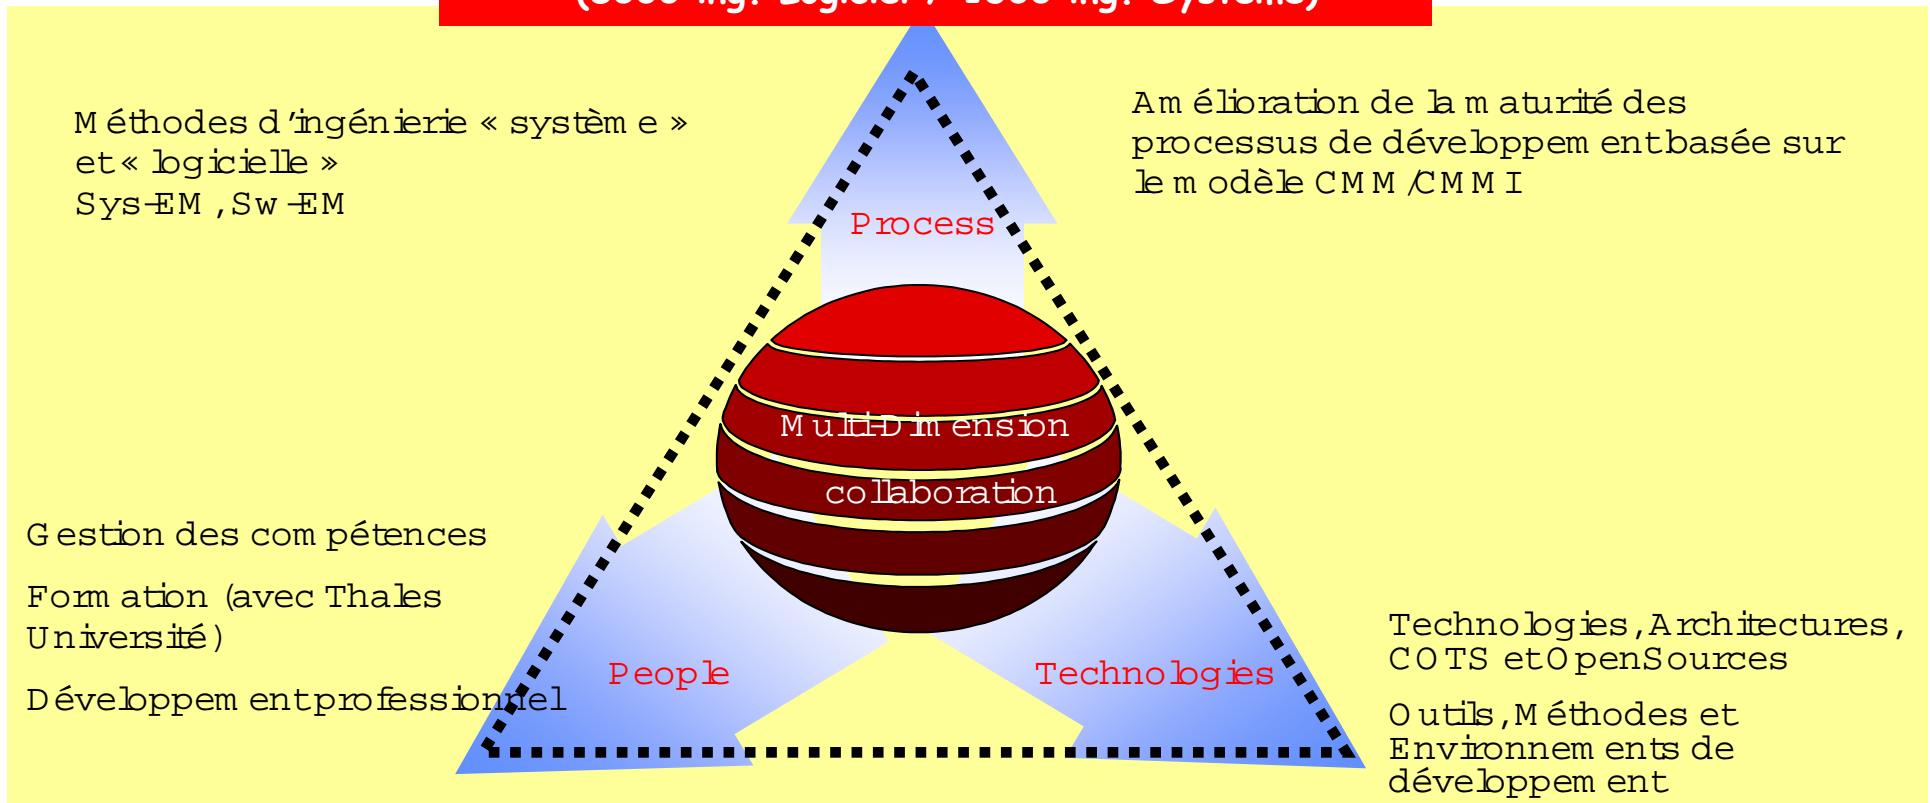 Méthodes d'ingénierie « système »
et « logicielle »
Sys-EM, Sw-EM
Amélioration de la maturité des
processus de développement basée sur
le modèle CMM/CMMI
Process
Multi-Dimension
collaboration
Gestion des compétences
Formation (avec Thales
Université)
Développement professionnel
People
Technologies
Technologies, Architectures,
COTS et OpenSources
Outils, Méthodes et
Environnements de
développement